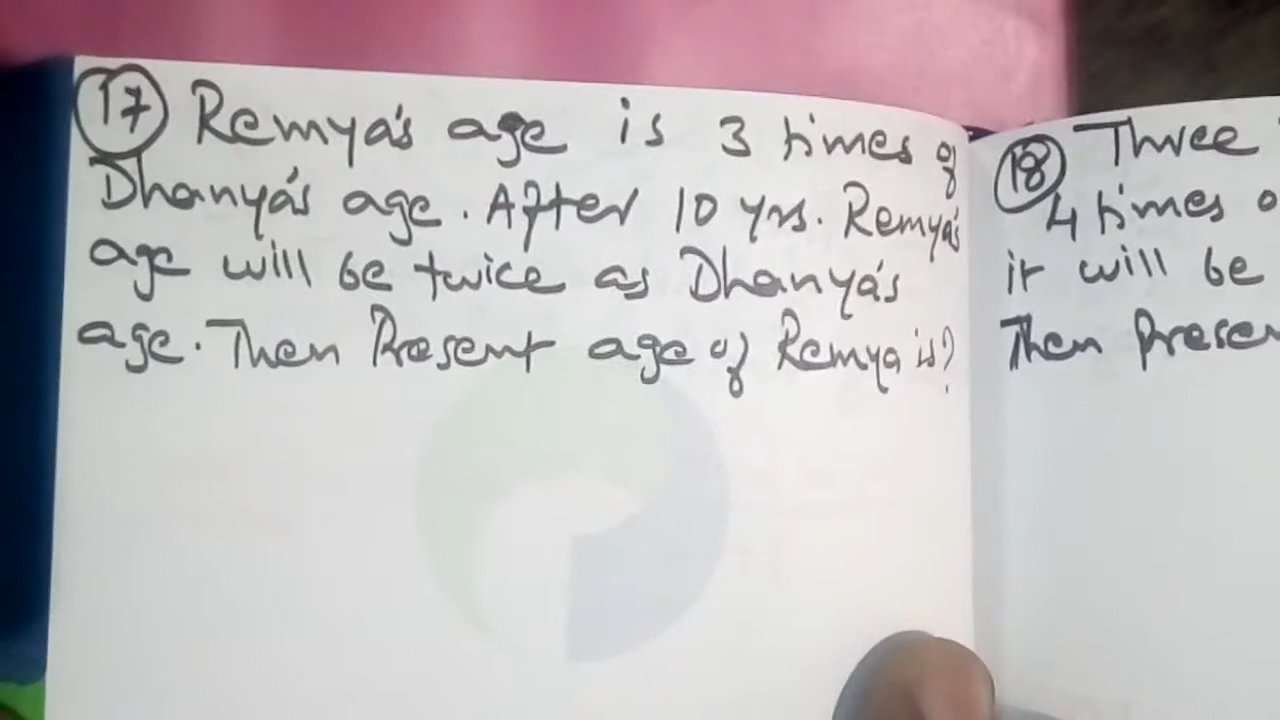 17 Remya's age is 3 times of
Dhanya's age. After 10 yrs. Remya's
age will be twice as Dhanya's
age. Then Present age of Remya is?
18 Three
4 times
it will be
Then Presen